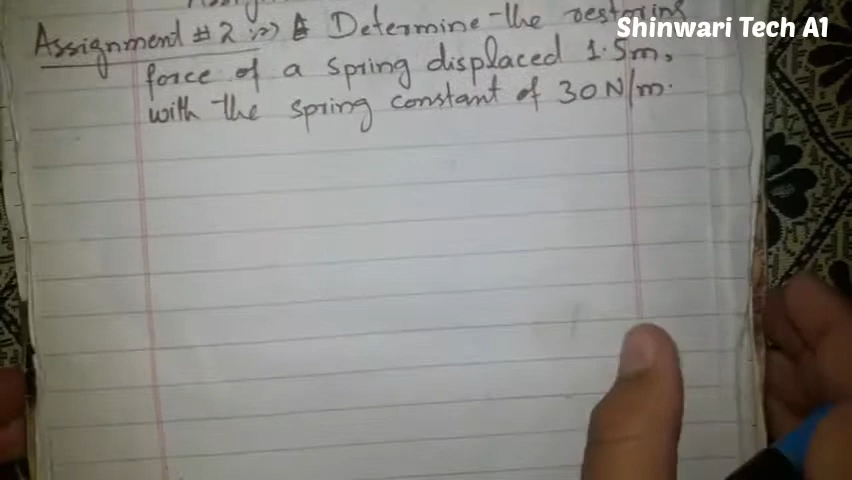 Shinwari Tech A1
Assignment # 2 :=> Determine the restoring
force of a spring displaced 1.5m,
with the spring constant of 30 N/m.